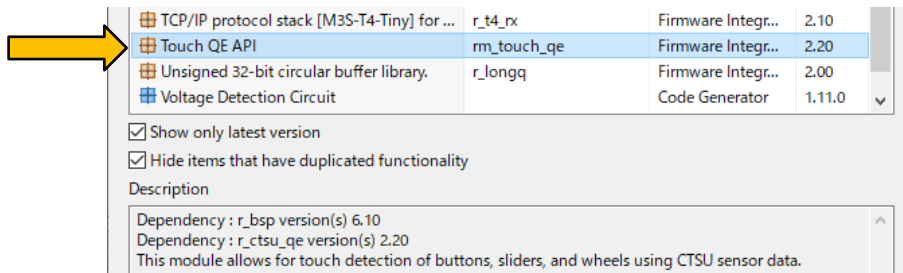 TCP/IP protocol stack [M3S-T4-Tiny] for ... r_t4_rx Firmware Integr... 2.10
Touch QE API rm_touch_qe Firmware Integr... 2.20
Unsigned 32-bit circular buffer library. r_longq Firmware Integr... 2.00
Voltage Detection Circuit Code Generator 1.11.0
Show only latest version
Hide items that have duplicated functionality
Description
Dependency : r_bsp version(s) 6.10
Dependency : r_ctsu_qe version(s) 2.20
This module allows for touch detection of buttons, sliders, and wheels using CTSU sensor data.